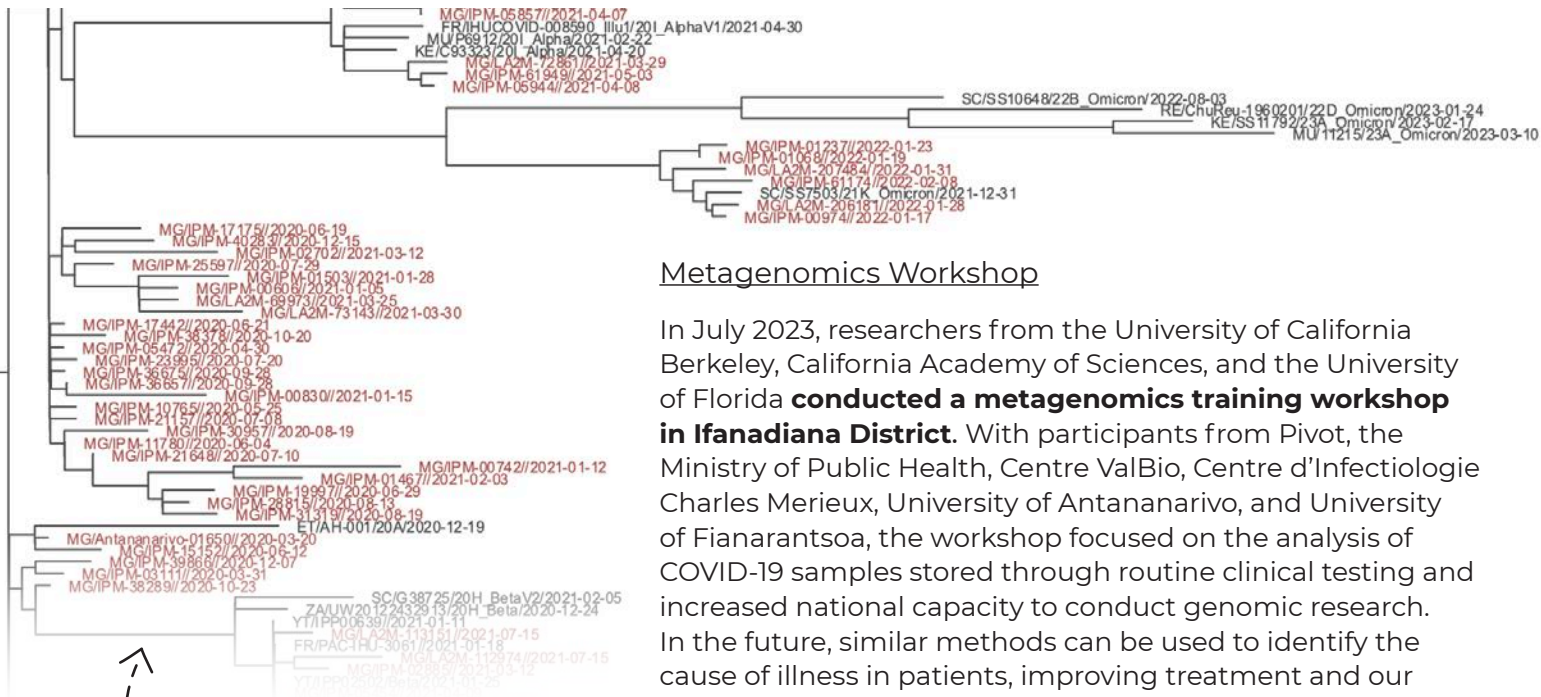 MG/IPM-05857//2021-04-07
FR/IHUCOVID-008590_Illu1/20I_AlphaV1/2021-04-30
MU/P6912/20I_Alpha/2021-02-22
KE/C93323/20I_Alpha/2021-04-20
MG/LA2M-72861//2021-03-29
MG/IPM-61949//2021-05-03
MG/IPM-05944//2021-04-08
SC/SS10648/22B_Omicron/2022-08-03
RE/ChuReu-1960201/22D_Omicron/2023-01-24
KE/SS11792/23A_Omicron/2023-02-17
MU/11215/23A_Omicron/2023-03-10
MG/IPM-01237//2022-01-23
MG/IPM-01068//2022-01-19
MG/LA2M-207484//2022-01-31
MG/IPM-61174//2022-02-08
SC/SS7503/21K_Omicron/2021-12-31
MG/LA2M-206181//2022-01-28
MG/IPM-00974//2022-01-17
MG/IPM-17175//2020-06-19
MG/IPM-40283//2020-12-15
MG/IPM-02702//2021-03-12
MG/IPM-25597//2020-07-29
MG/IPM-01503//2021-01-28
MG/IPM-00606//2021-01-05
MG/LA2M-69973//2021-03-25
MG/LA2M-73143//2021-03-30
MG/IPM-17442//2020-06-21
MG/IPM-38378//2020-10-20
MG/IPM-05472//2020-04-30
MG/IPM-23995//2020-07-20
MG/IPM-36675//2020-09-28
MG/IPM-36657//2020-09-28
MG/IPM-00830//2021-01-15
MG/IPM-10765//2020-05-25
MG/IPM-21157//2020-07-08
MG/IPM-30957//2020-08-19
MG/IPM-11780//2020-06-04
MG/IPM-21648//2020-07-10
MG/IPM-00742//2021-01-12
MG/IPM-01467//2021-02-03
MG/IPM-19997//2020-06-29
MG/IPM-28815//2020-08-13
MG/IPM-31319//2020-08-19
ET/AH-001/20A/2020-12-19
MG/Antananarivo-01650//2020-03-20
MG/IPM-15152//2020-06-12
MG/IPM-39866//2020-12-07
MG/IPM-03111//2020-03-31
MG/IPM-38289//2020-10-23
SC/G38725/20H_BetaV2/2021-02-05
ZA/UW20122432913/20H_Beta/2020-12-24
YT/IPP00639//2021-01-11
MG/LA2M-113151//2021-07-15
FR/PAC-IHU-3061//2021-01-18
MG/LA2M-112974//2021-07-15
Metagenomics Workshop
In July 2023, researchers from the University of California
Berkeley, California Academy of Sciences, and the University
of Florida conducted a metagenomics training workshop
in Ifanadiana District. With participants from Pivot, the
Ministry of Public Health, Centre ValBio, Centre d’Infectiologie
Charles Merieux, University of Antananarivo, and University
of Fianarantsoa, the workshop focused on the analysis of
COVID-19 samples stored through routine clinical testing and
increased national capacity to conduct genomic research.
In the future, similar methods can be used to identify the
cause of illness in patients, improving treatment and our